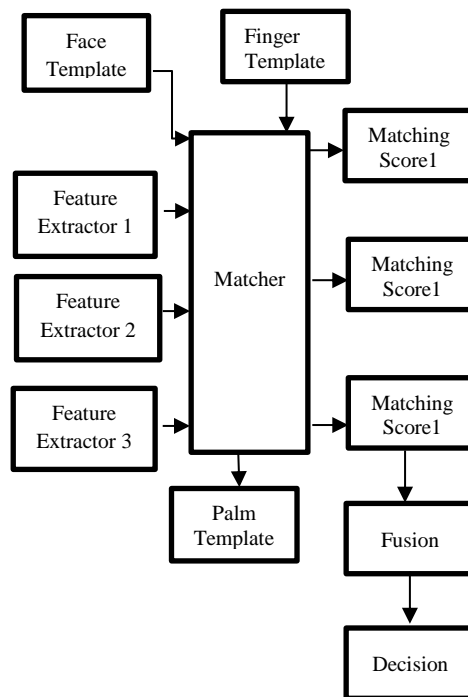 Face
Template
Finger
Template
Matching
Score1
Feature
Extractor 1
Matcher
Matching
Score1
Feature
Extractor 2
Feature
Extractor 3
Matching
Score1
Palm
Template
Fusion
Decision